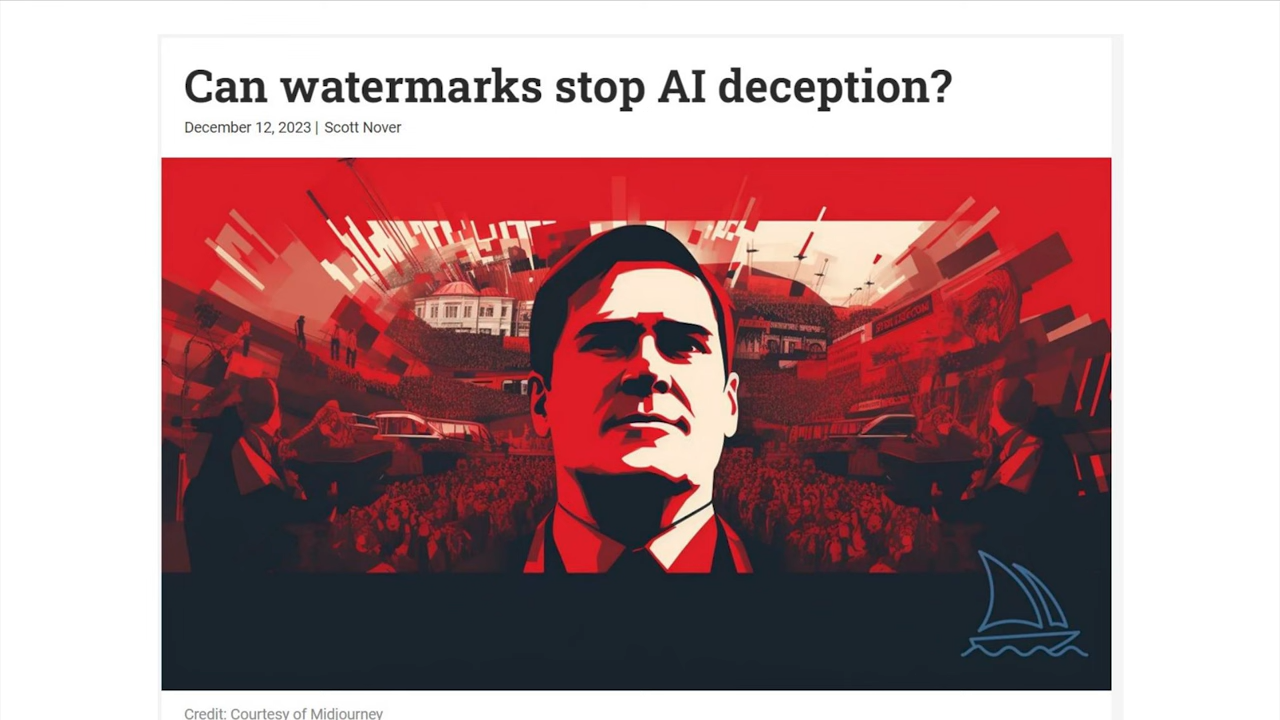 Can watermarks stop AI deception?
December 12, 2023 | Scott Nover
Credit: Courtesy of Midjourney